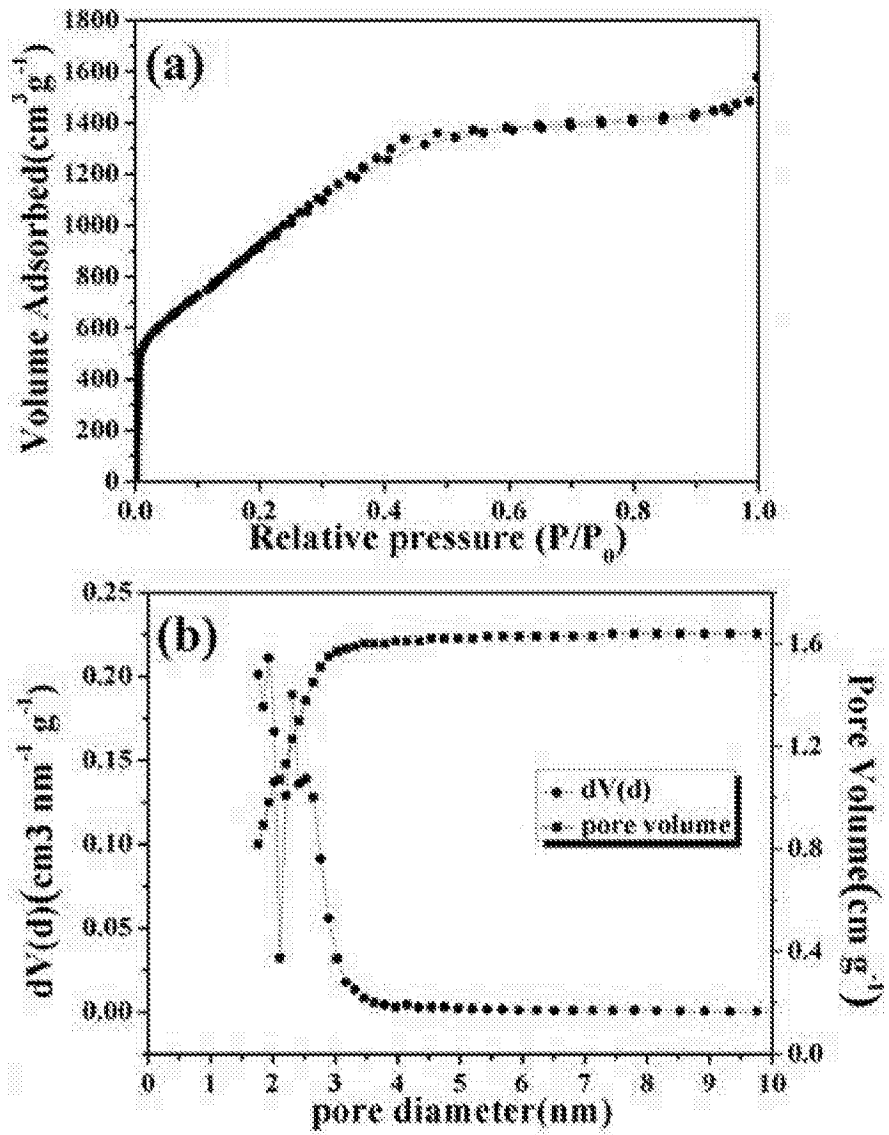 (a)
Volume Adsorbed(cm³g⁻¹)
1800
1600
1400
1200
1000
800
600
400
200
0
0.0 0.2 0.4 0.6 0.8 1.0
Relative pressure (P/P₀)
(b)
dV(d)(cm3 nm⁻¹ g⁻¹)
0.25
0.20
0.15
0.10
0.05
0.00
dV(d)
pore volume
1.6
1.2
0.8
0.4
0.0
Pore Volume(cm g⁻¹)
0 1 2 3 4 5 6 7 8 9 10
pore diameter(nm)